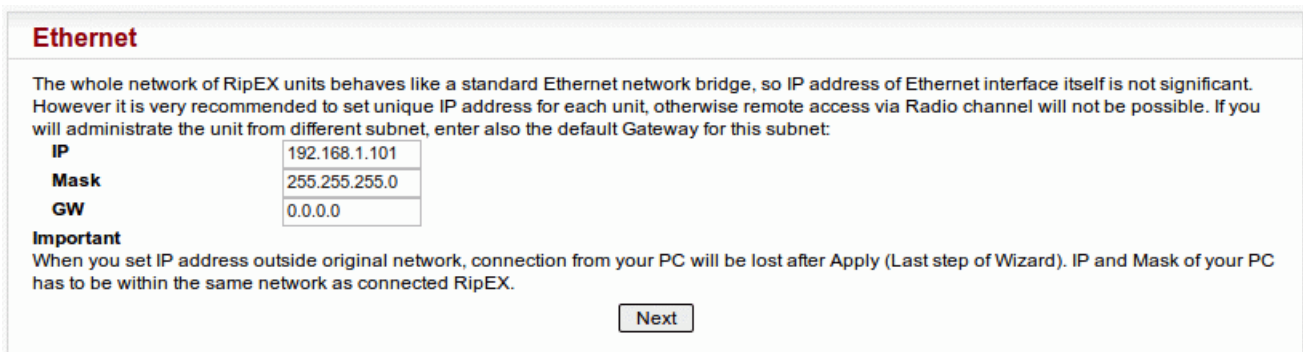 Ethernet
The whole network of RipEX units behaves like a standard Ethernet network bridge, so IP address of Ethernet interface itself is not significant.
However it is very recommended to set unique IP address for each unit, otherwise remote access via Radio channel will not be possible. If you
will administrate the unit from different subnet, enter also the default Gateway for this subnet:
IP 192.168.1.101
Mask 255.255.255.0
GW 0.0.0.0
Important
When you set IP address outside original network, connection from your PC will be lost after Apply (Last step of Wizard). IP and Mask of your PC
has to be within the same network as connected RipEX.
Next